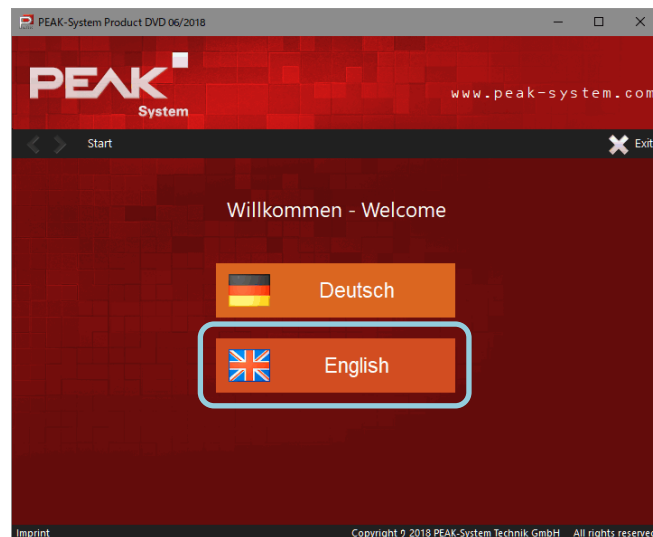 PEAK-System Product DVD 06/2018
PEAK
System
www.peak-system.com
Start
Exit
Willkommen - Welcome
Deutsch
English
Imprint Copyright 9 2018 PEAK-System Technik GmbH All rights reserved